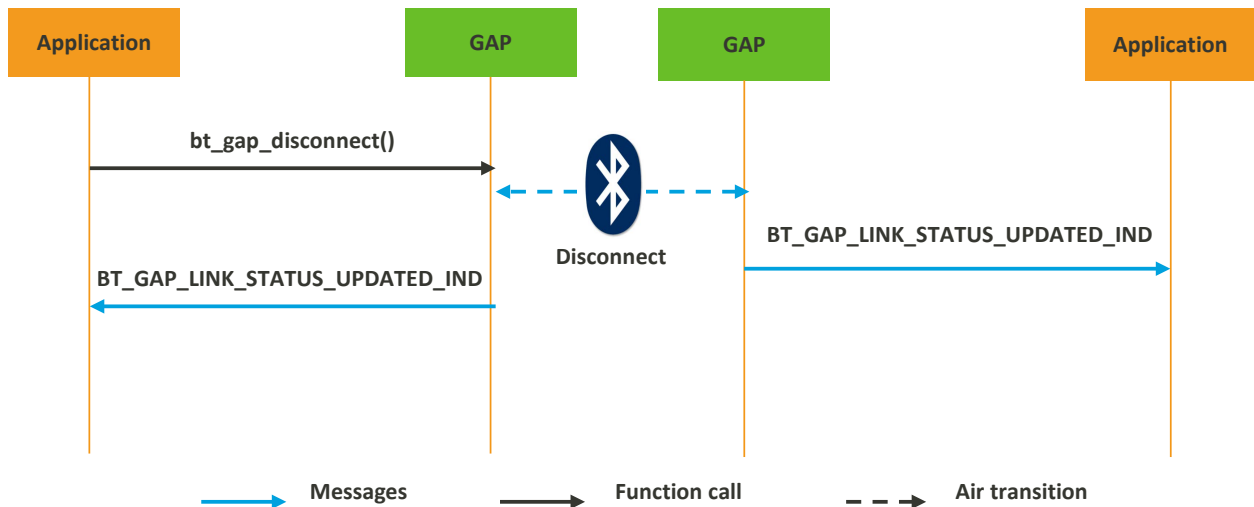 Application
GAP
GAP
Application
bt_gap_disconnect()
Disconnect
BT_GAP_LINK_STATUS_UPDATED_IND
BT_GAP_LINK_STATUS_UPDATED_IND
Messages
Function call
Air transition